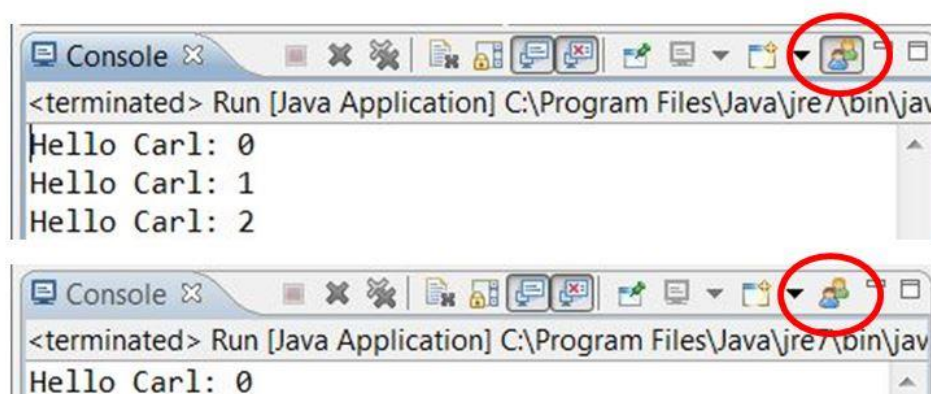 Console
<terminated> Run [Java Application] C:\Program Files\Java\jre7\bin\jav
Hello Carl: 0
Hello Carl: 1
Hello Carl: 2
Console
<terminated> Run [Java Application] C:\Program Files\Java\jre7\bin\jav
Hello Carl: 0